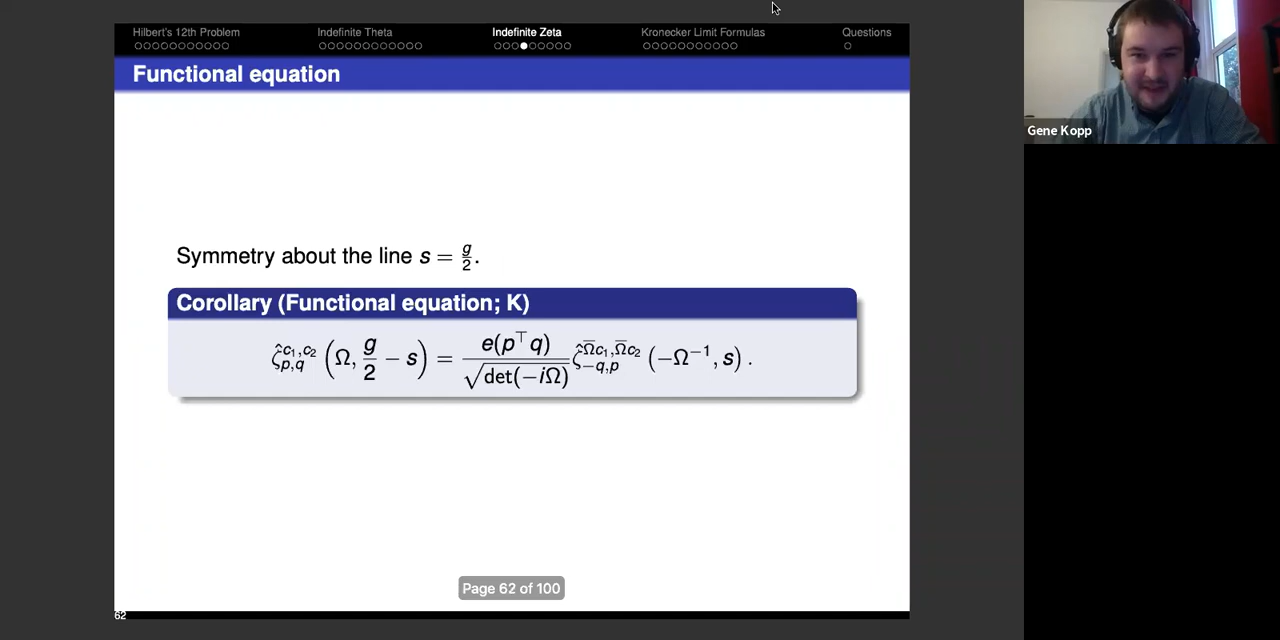 Hilbert's 12th Problem Indefinite Theta Indefinite Zeta Kronecker Limit Formulas Questions
Functional equation
Symmetry about the line s = g/2.
Corollary (Functional equation; K)
ζ̂^{c₁,c₂}_{p,q} (Ω, g/2 − s) = e(p^⊤ q)/√det(−iΩ) ζ̂^{Ω̄c₁,Ω̄c₂}_{−q,p} (−Ω^{−1}, s).
Page 62 of 100
62
Gene Kopp